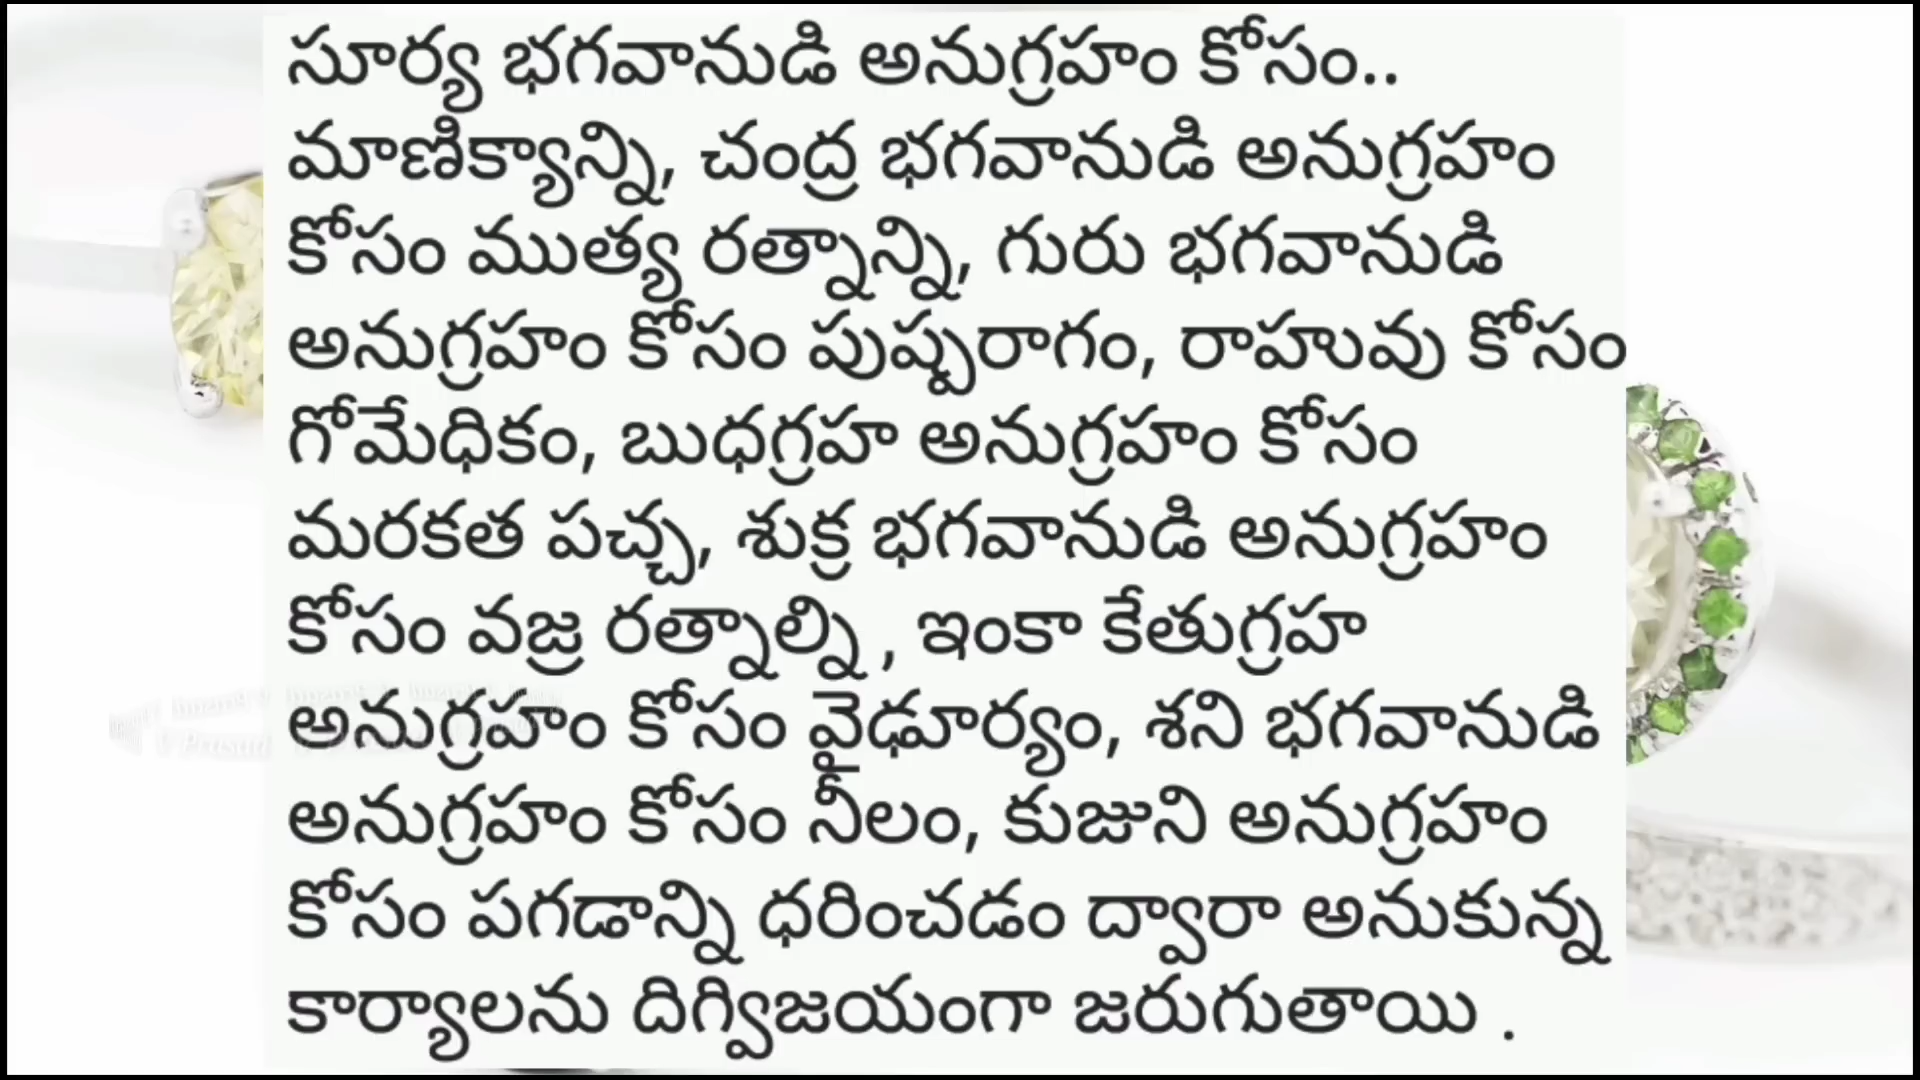 సూర్య భగవానుడి అనుగ్రహం కోసం..
మాణిక్యాన్ని, చంద్ర భగవానుడి అనుగ్రహం
కోసం ముత్య రత్నాన్ని, గురు భగవానుడి
అనుగ్రహం కోసం పుష్పరాగం, రాహువు కోసం
గోమేధికం, బుధగ్రహ అనుగ్రహం కోసం
మరకత పచ్చ, శుక్ర భగవానుడి అనుగ్రహం
కోసం వజ్ర రత్నాల్ని , ఇంకా కేతుగ్రహ
అనుగ్రహం కోసం వైఢూర్యం, శని భగవానుడి
అనుగ్రహం కోసం నీలం, కుజుని అనుగ్రహం
కోసం పగడాన్ని ధరించడం ద్వారా అనుకున్న
కార్యాలను దిగ్విజయంగా జరుగుతాయి .